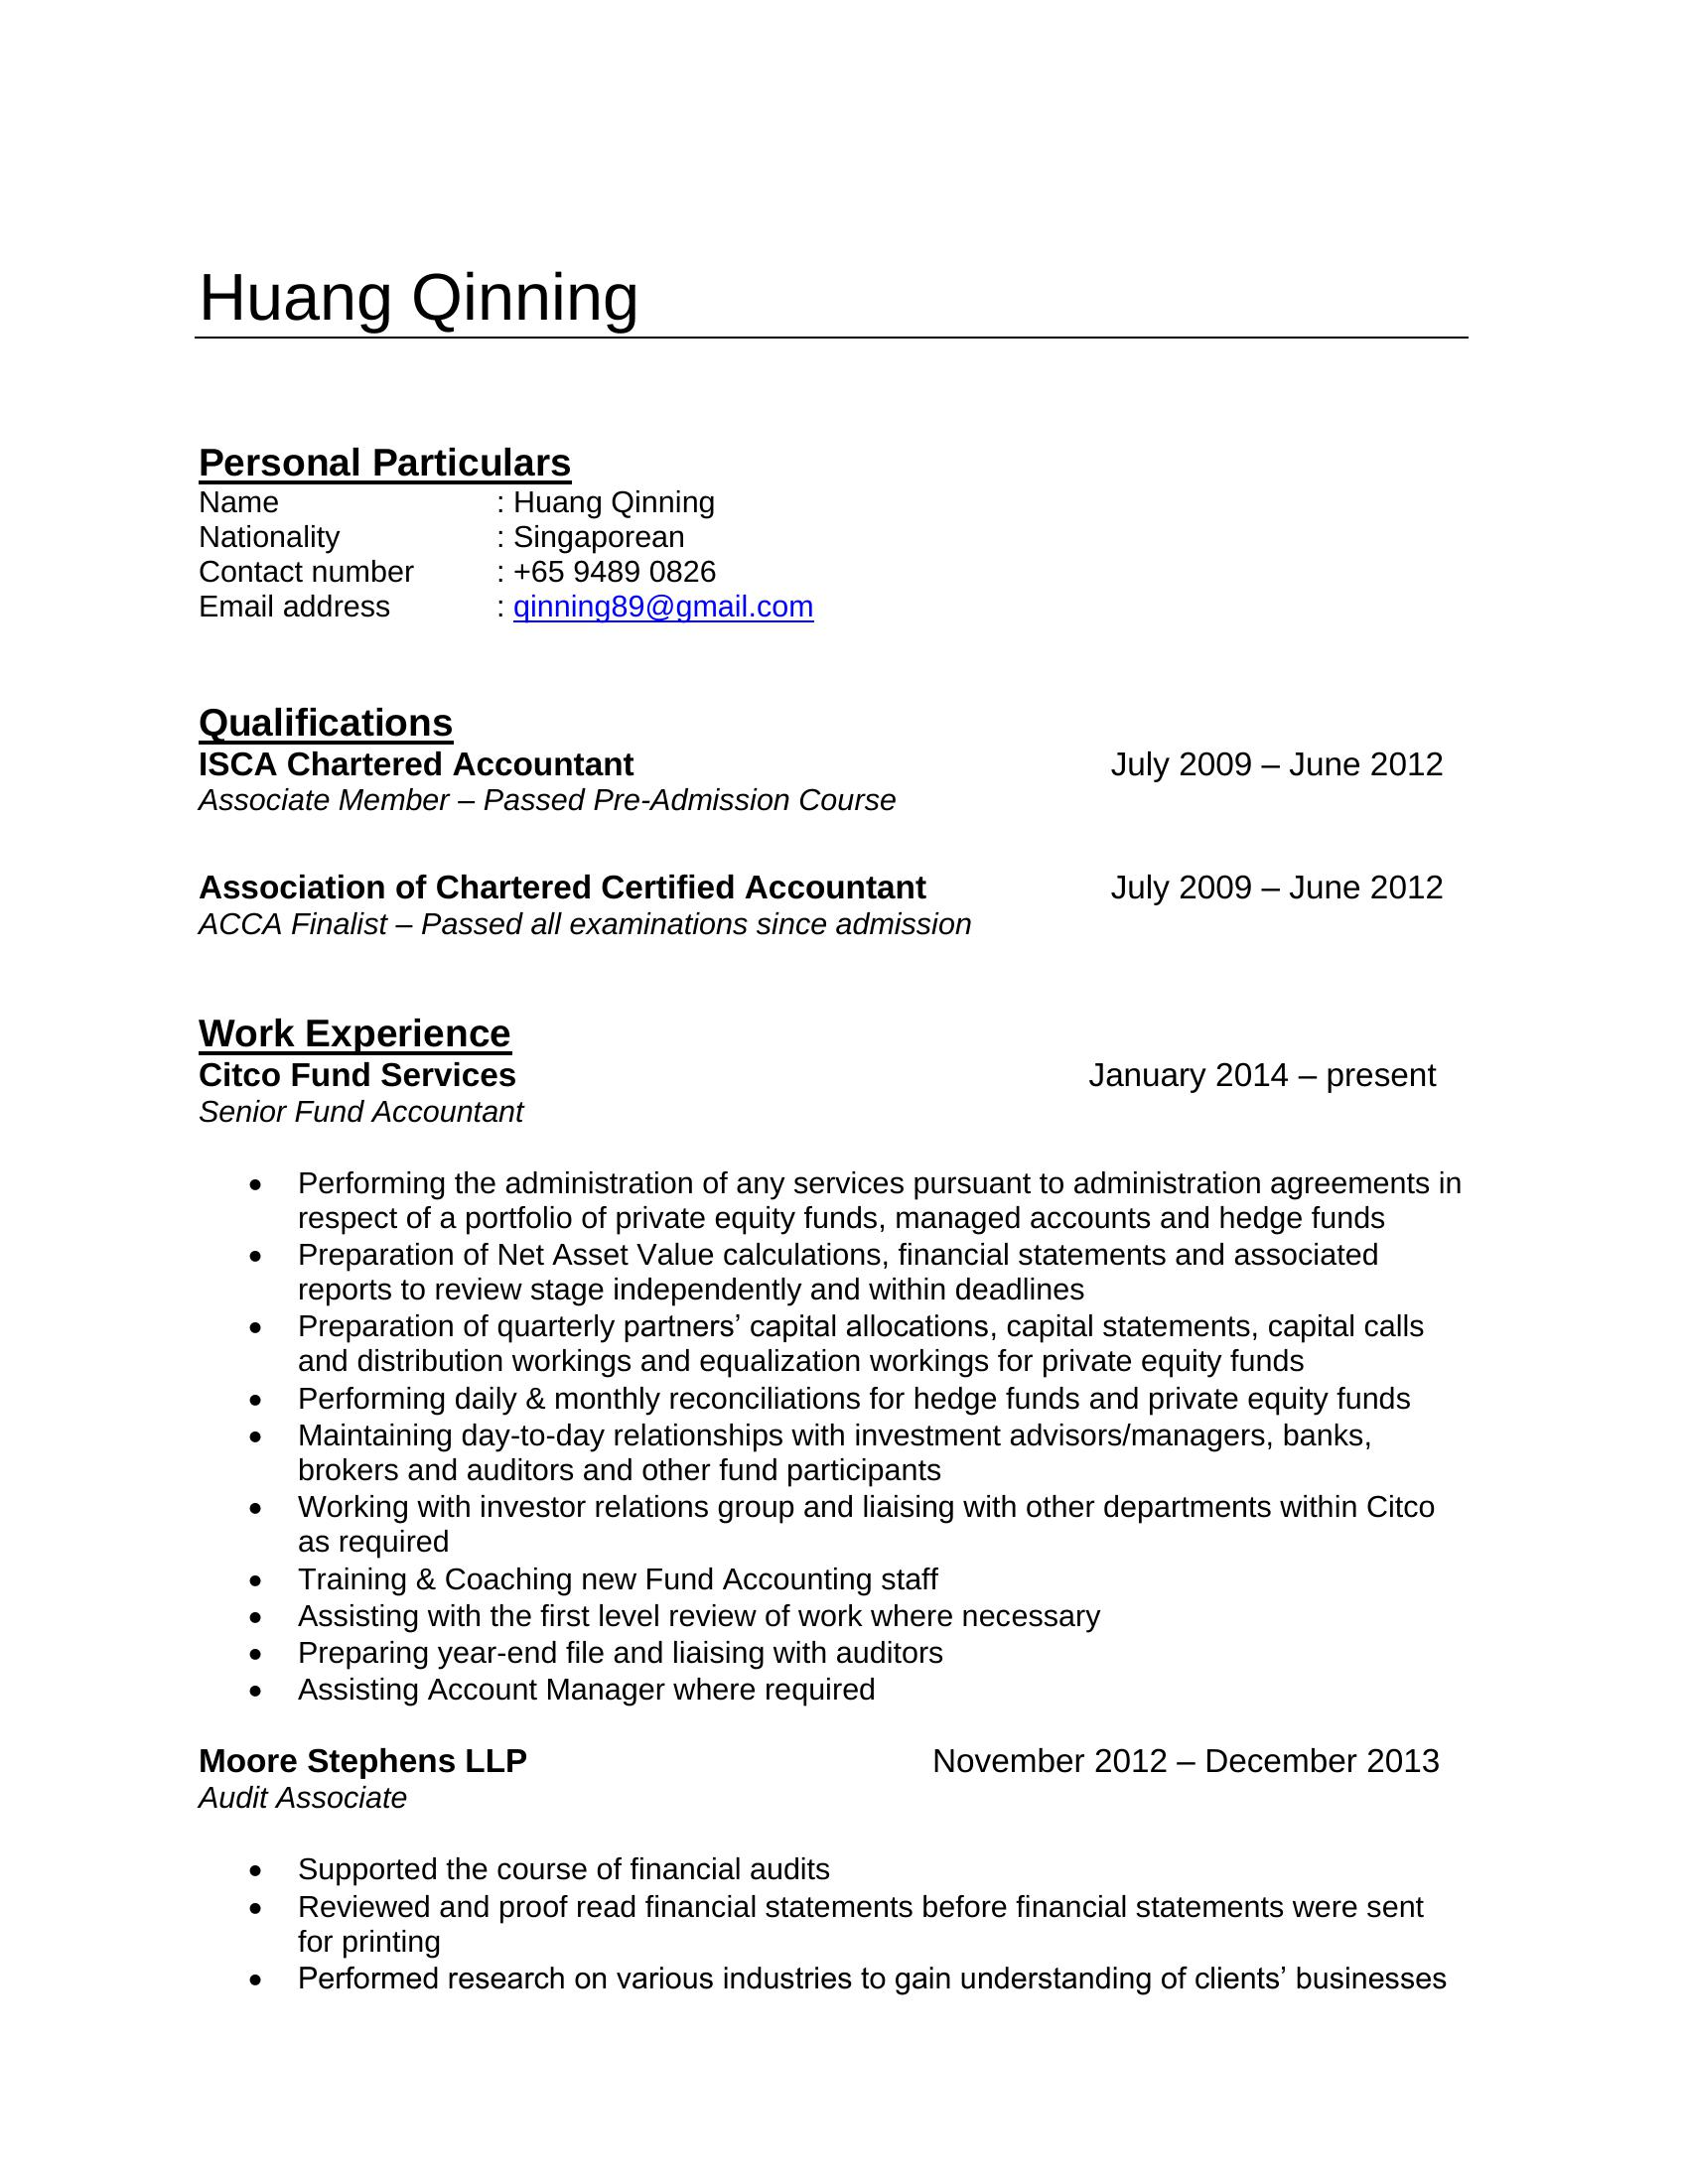 Huang Qinning
Personal Particulars
Name : Huang Qinning
Nationality : Singaporean
Contact number : +65 9489 0826
Email address : qinning89@gmail.com
Qualifications
ISCA Chartered Accountant July 2009 – June 2012
Associate Member – Passed Pre-Admission Course
Association of Chartered Certified Accountant July 2009 – June 2012
ACCA Finalist – Passed all examinations since admission
Work Experience
Citco Fund Services January 2014 – present
Senior Fund Accountant
• Performing the administration of any services pursuant to administration agreements in
respect of a portfolio of private equity funds, managed accounts and hedge funds
• Preparation of Net Asset Value calculations, financial statements and associated
reports to review stage independently and within deadlines
• Preparation of quarterly partners’ capital allocations, capital statements, capital calls
and distribution workings and equalization workings for private equity funds
• Performing daily & monthly reconciliations for hedge funds and private equity funds
• Maintaining day-to-day relationships with investment advisors/managers, banks,
brokers and auditors and other fund participants
• Working with investor relations group and liaising with other departments within Citco
as required
• Training & Coaching new Fund Accounting staff
• Assisting with the first level review of work where necessary
• Preparing year-end file and liaising with auditors
• Assisting Account Manager where required
Moore Stephens LLP November 2012 – December 2013
Audit Associate
• Supported the course of financial audits
• Reviewed and proof read financial statements before financial statements were sent
for printing
• Performed research on various industries to gain understanding of clients’ businesses